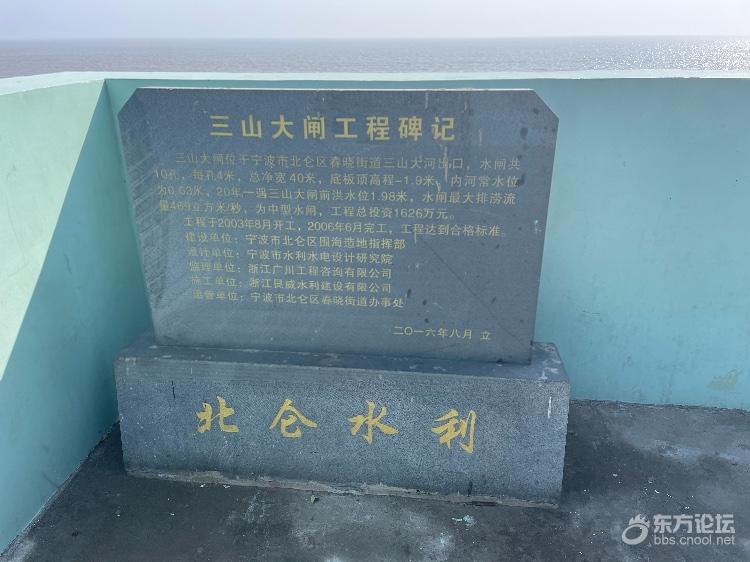 三山大闸工程碑记
三山大闸位于宁波市北仑区春晓街道三山大河出口，水闸共
10孔，每孔4米，总净宽40米，底板顶高程-1.9米，内河常水位
为0.63米，20年一遇三山大闸前洪水位1.98米，水闸最大排涝流
量469立方米/秒，为中型水闸，工程总投资1626万元。
工程于2003年8月开工，2006年6月完工，工程达到合格标准。
建设单位：宁波市北仑区围海造地指挥部
设计单位：宁波市水利水电设计研究院
监理单位：浙江广川工程咨询有限公司
施工单位：浙江艮威水利建设有限公司
运管单位：宁波市北仑区春晓街道办事处
二〇一六年八月 立
北仑水利
东方论坛
bbs.cnool.net